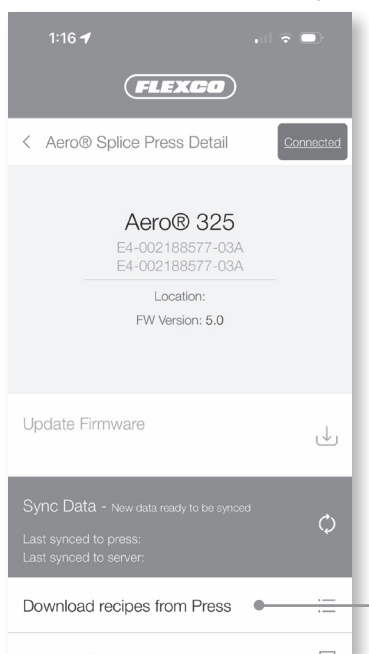 1:16
FLEXCO
Aero® Splice Press Detail
Connected
Aero® 325
E4-002188577-03A
E4-002188577-03A
Location:
FW Version: 5.0
Update Firmware
Sync Data - New data ready to be synced
Last synced to press:
Last synced to server:
Download recipes from Press